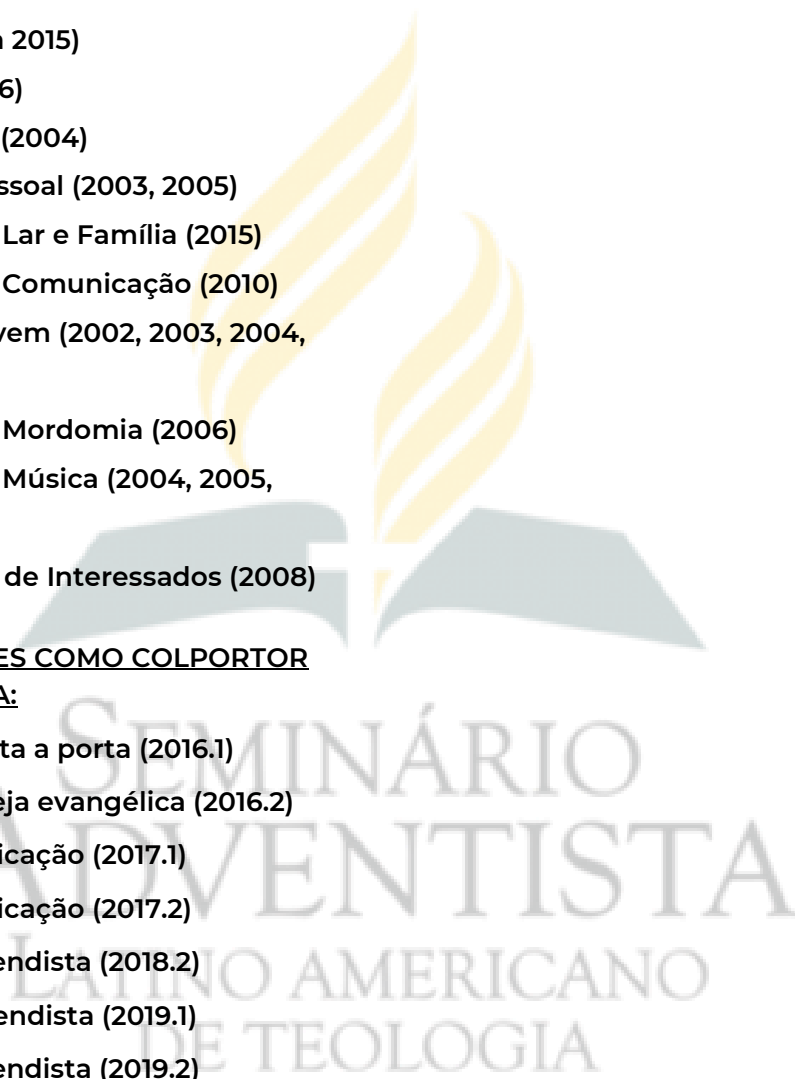 2015)
6)
(2004)
ssoal (2003, 2005)
Lar e Família (2015)
Comunicação (2010)
vem (2002, 2003, 2004,
Mordomia (2006)
Música (2004, 2005,
de Interessados (2008)
ES COMO COLPORTOR
A:
ta a porta (2016.1)
eja evangélica (2016.2)
icação (2017.1)
icação (2017.2)
endista (2018.2)
endista (2019.1)
endista (2019.2)
SEMINÁRIO
ADVENTISTA
LATINO AMERICANO
DE TEOLOGIA